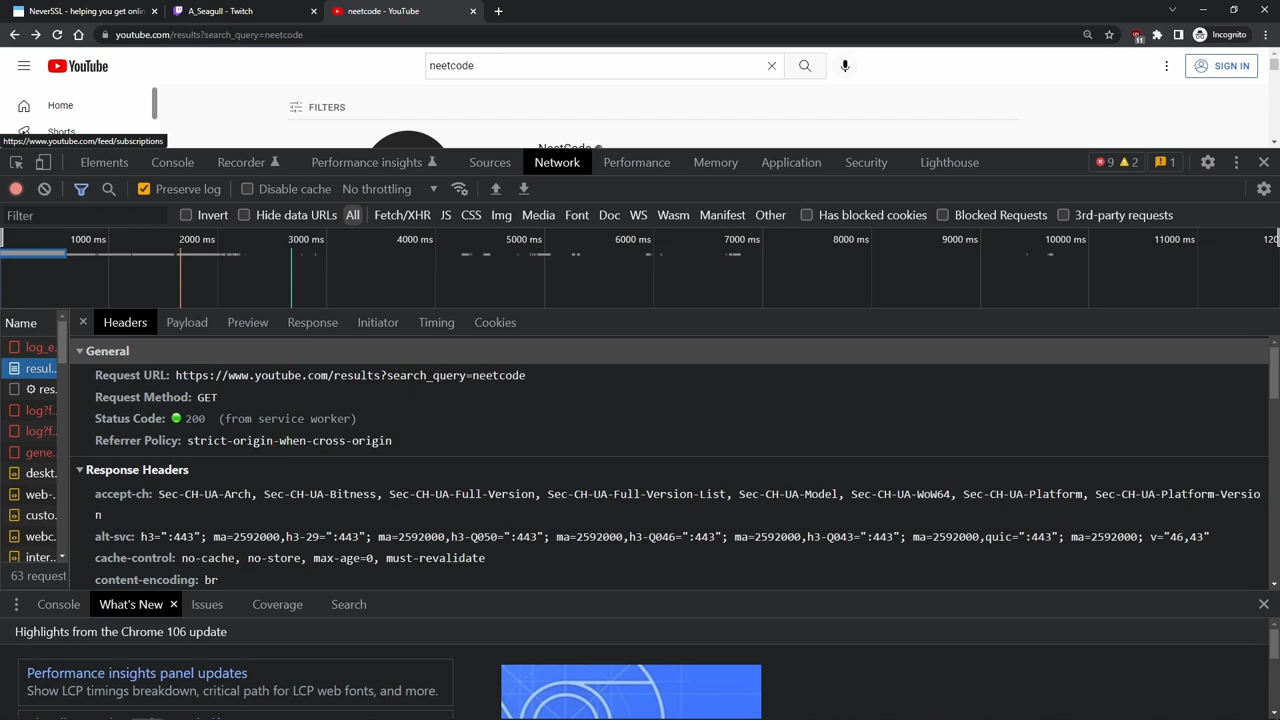 NeverSSL - helping you get onlin
A_Seagull - Twitch
neetcode - YouTube
youtube.com/results?search_query=neetcode
11
Incognito
YouTube
neetcode
SIGN IN
Home
FILTERS
Shorts
https://www.youtube.com/feed/subscriptions
NeetCode
Elements Console Recorder Performance insights Sources Network Performance Memory Application Security Lighthouse 9 2 1
Preserve log Disable cache No throttling
Filter Invert Hide data URLs All Fetch/XHR JS CSS Img Media Font Doc WS Wasm Manifest Other Has blocked cookies Blocked Requests 3rd-party requests
1000 ms 2000 ms 3000 ms 4000 ms 5000 ms 6000 ms 7000 ms 8000 ms 9000 ms 10000 ms 11000 ms 120
Name Headers Payload Preview Response Initiator Timing Cookies
log_e.
resul...
res
log?f.
log?f.
gene.
deskt.
web-.
custo.
webc.
inter...
63 request
General
Request URL: https://www.youtube.com/results?search_query=neetcode
Request Method: GET
Status Code: 200 (from service worker)
Referrer Policy: strict-origin-when-cross-origin
Response Headers
accept-ch: Sec-CH-UA-Arch, Sec-CH-UA-Bitness, Sec-CH-UA-Full-Version, Sec-CH-UA-Full-Version-List, Sec-CH-UA-Model, Sec-CH-UA-WoW64, Sec-CH-UA-Platform, Sec-CH-UA-Platform-Versio
n
alt-svc: h3=":443"; ma=2592000,h3-29=":443"; ma=2592000,h3-Q050=":443"; ma=2592000,h3-Q046=":443"; ma=2592000,h3-Q043=":443"; ma=2592000,quic=":443"; ma=2592000; v="46,43"
cache-control: no-cache, no-store, max-age=0, must-revalidate
content-encoding: br
Console What's New Issues Coverage Search
Highlights from the Chrome 106 update
Performance insights panel updates
Show LCP timings breakdown, critical path for LCP web fonts, and more.